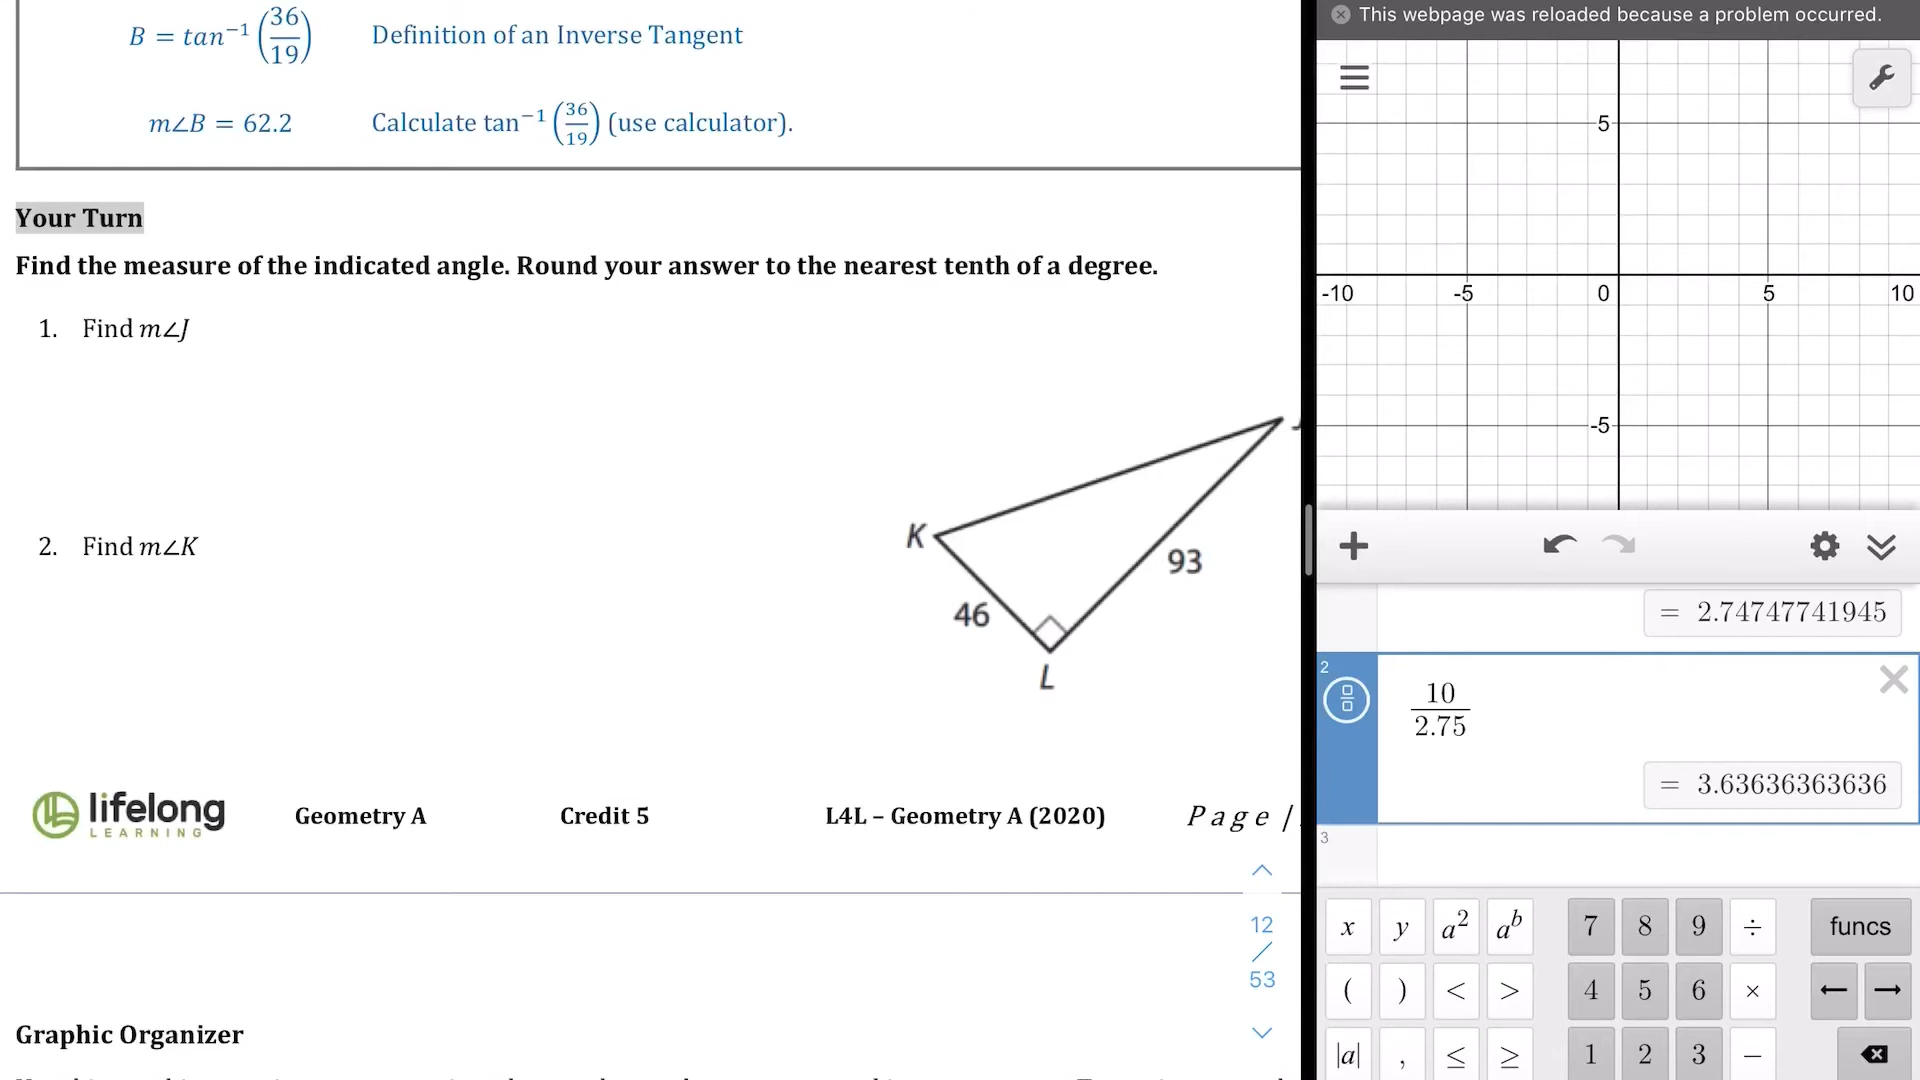 B = tan⁻¹ (36/19) Definition of an Inverse Tangent
m∠B = 62.2 Calculate tan⁻¹ (36/19) (use calculator).
Your Turn
Find the measure of the indicated angle. Round your answer to the nearest tenth of a degree.
1. Find m∠J
2. Find m∠K
K
93
46
L
lifelong
LEARNING
Geometry A
Credit 5
L4L – Geometry A (2020)
Page /
12
/
53
Graphic Organizer
This webpage was reloaded because a problem occurred.
5
-10 -5 0 5 10
-5
= 2.74747741945
2
10/2.75
= 3.63636363636
3
x y a² aᵇ 7 8 9 ÷ funcs
( ) < > 4 5 6 × ← →
|a| , ≤ ≥ 1 2 3 −